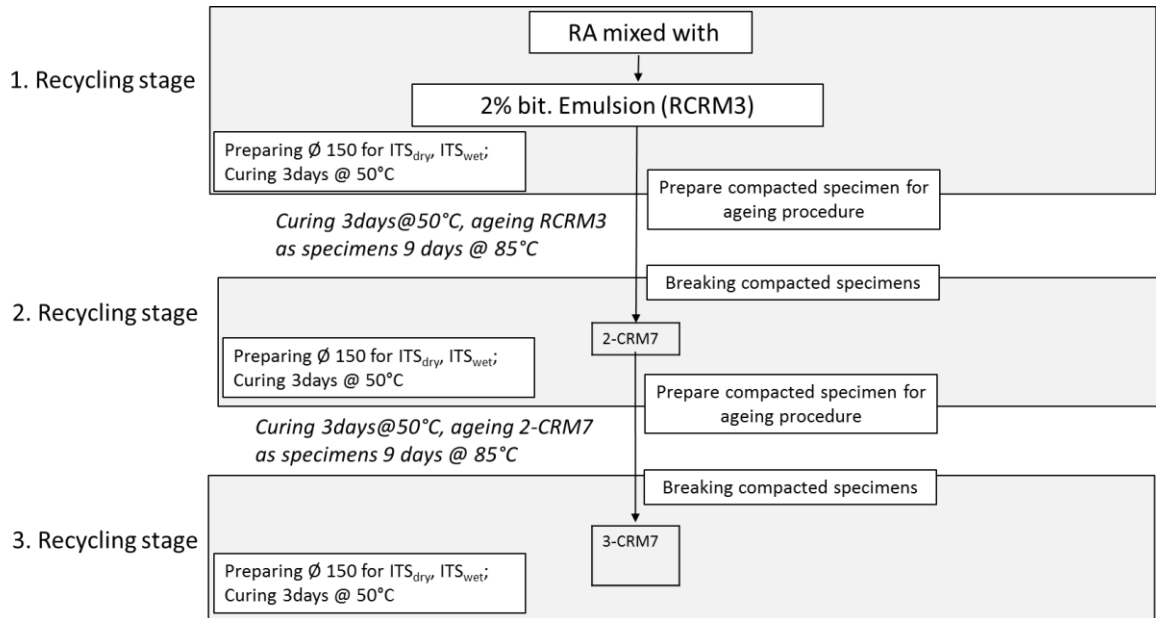 RA mixed with
1. Recycling stage
2% bit. Emulsion (RCRM3)
Preparing Ø 150 for ITSdry, ITSwet;
Curing 3days @ 50°C
Prepare compacted specimen for
ageing procedure
Curing 3days@50°C, ageing RCRM3
as specimens 9 days @ 85°C
Breaking compacted specimens
2. Recycling stage
2-CRM7
Preparing Ø 150 for ITSdry, ITSwet;
Curing 3days @ 50°C
Prepare compacted specimen for
ageing procedure
Curing 3days@50°C, ageing 2-CRM7
as specimens 9 days @ 85°C
Breaking compacted specimens
3. Recycling stage
3-CRM7
Preparing Ø 150 for ITSdry, ITSwet;
Curing 3days @ 50°C